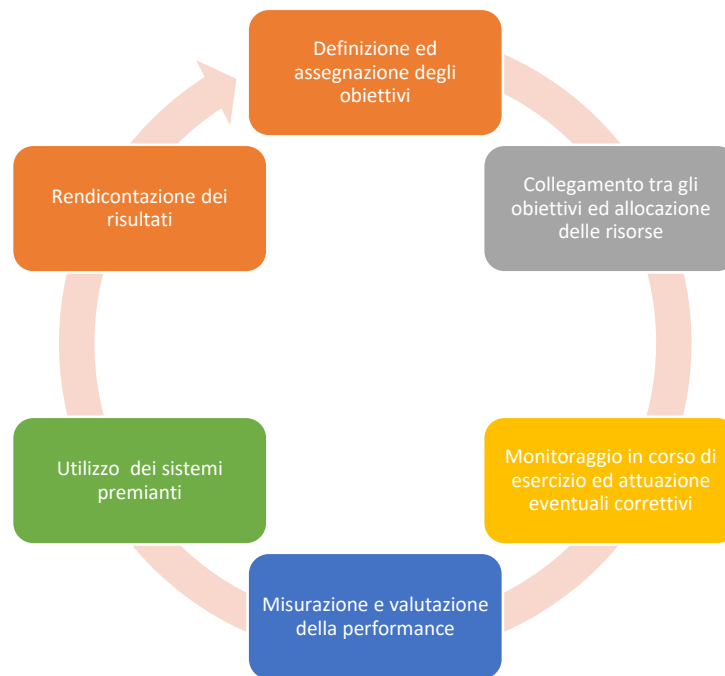 Definizione ed
assegnazione degli
obiettivi
Collegamento tra gli
obiettivi ed allocazione
delle risorse
Monitoraggio in corso di
esercizio ed attuazione
eventuali correttivi
Misurazione e valutazione
della performance
Utilizzo  dei sistemi
premianti
Rendicontazione dei
risultati